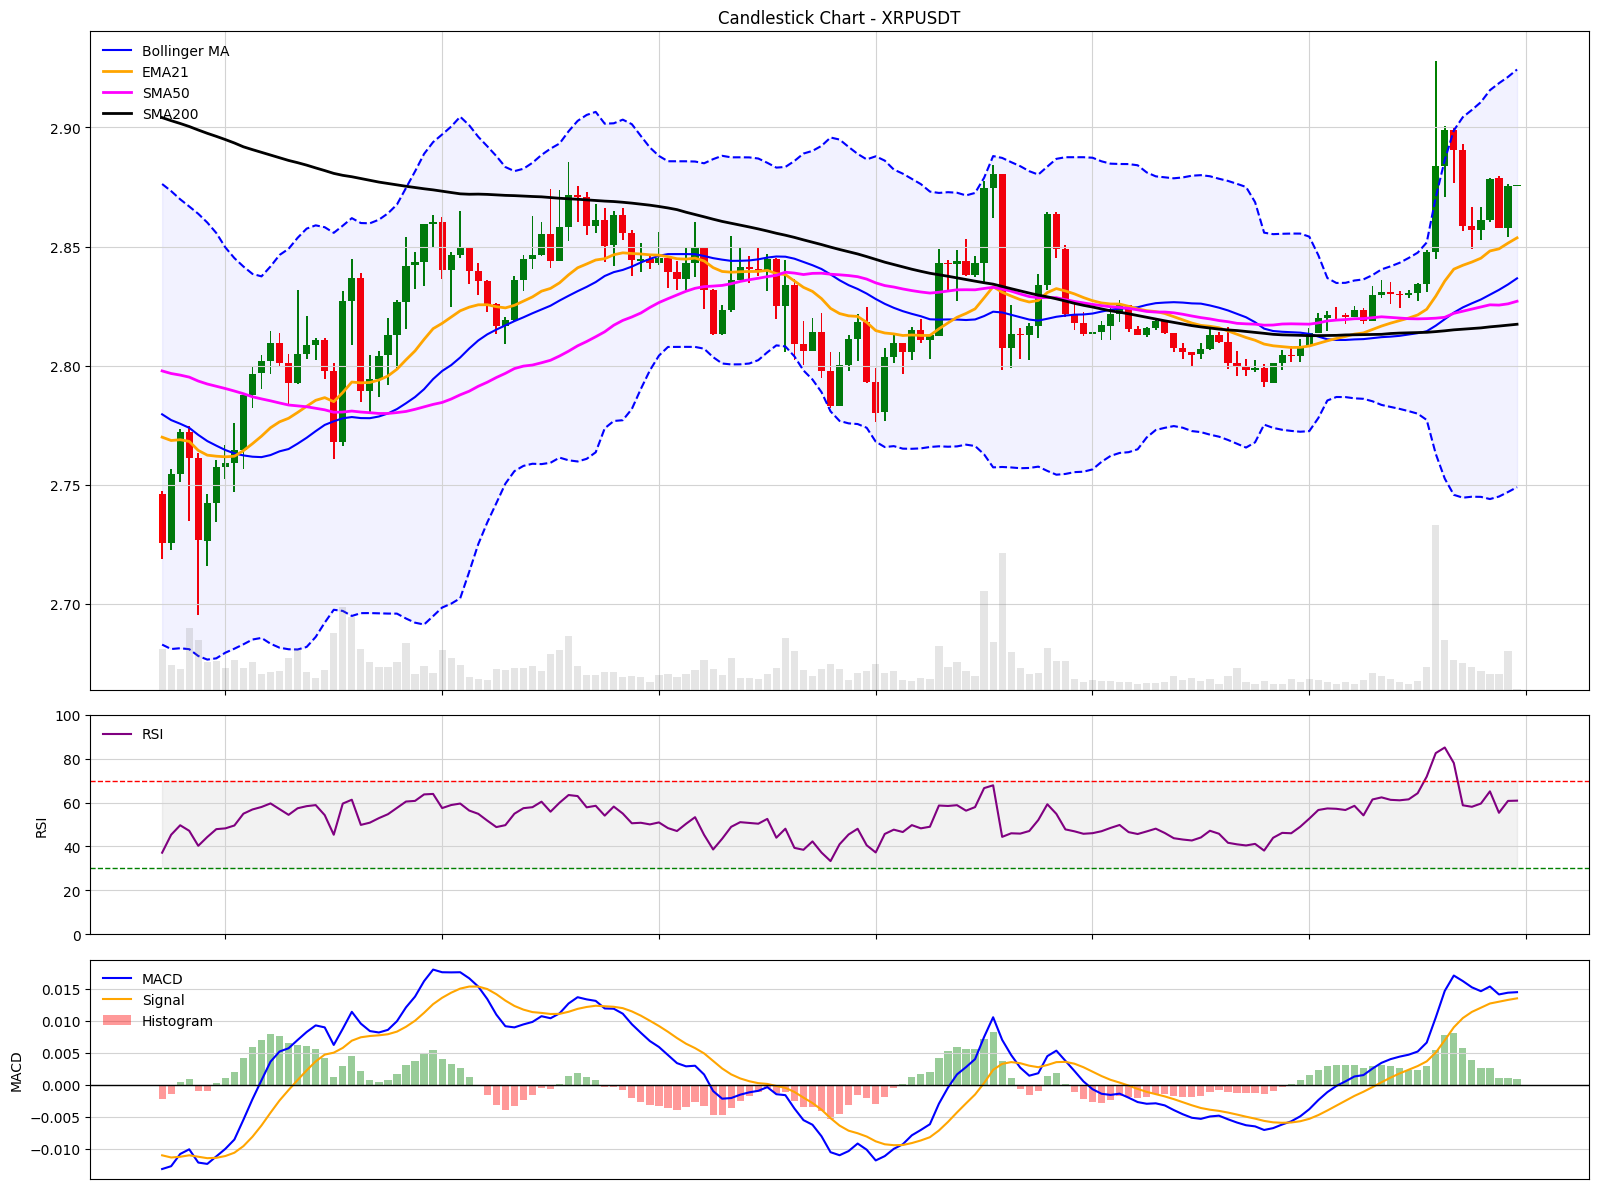 Candlestick Chart - XRPUSDT
Bollinger MA
EMA21
SMA50
SMA200
2.90
2.85
2.80
2.75
2.70
RSI
RSI
100
80
60
40
20
0
MACD
Signal
Histogram
MACD
0.015
0.010
0.005
0.000
−0.005
−0.010